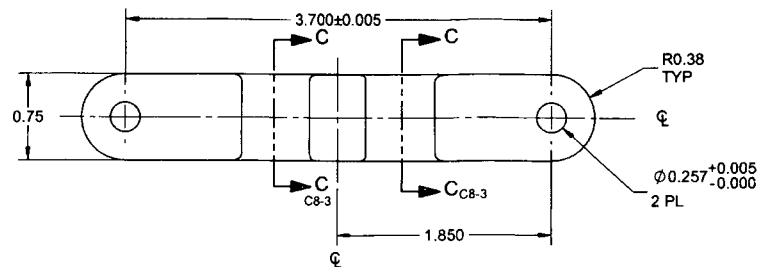 3.700±0.005
C C
R0.38
TYP
0.75
℄
C C
C8-3 C8-3
Ø0.257 +0.005
-0.000
2 PL
1.850
℄